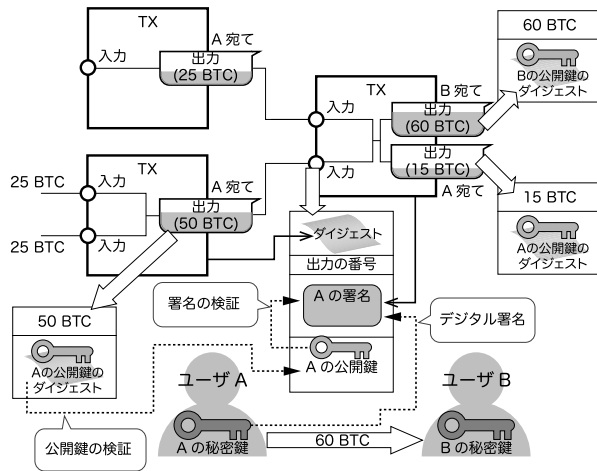 TX
A 宛て
入力
出力
(25 BTC)
TX
A 宛て
25 BTC
入力
出力
(50 BTC)
25 BTC
入力
TX
B 宛て
入力
出力
(60 BTC)
入力
出力
(15 BTC)
A 宛て
60 BTC
Bの公開鍵の
ダイジェスト
15 BTC
Aの公開鍵の
ダイジェスト
ダイジェスト
出力の番号
A の署名
A の公開鍵
署名の検証
デジタル署名
50 BTC
Aの公開鍵の
ダイジェスト
公開鍵の検証
ユーザ A
A の秘密鍵
60 BTC
ユーザ B
B の秘密鍵